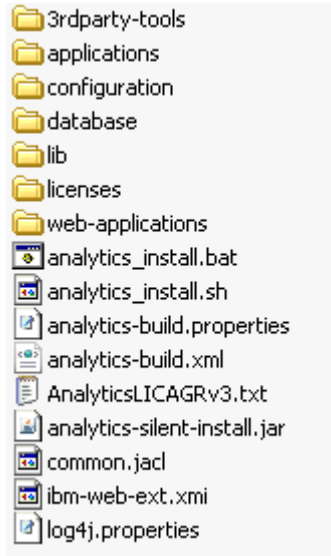 3rdparty-tools
applications
configuration
database
lib
licenses
web-applications
analytics_install.bat
analytics_install.sh
analytics-build.properties
analytics-build.xml
AnalyticsLICAGRv3.txt
analytics-silent-install.jar
common.jacl
ibm-web-ext.xmi
log4j.properties